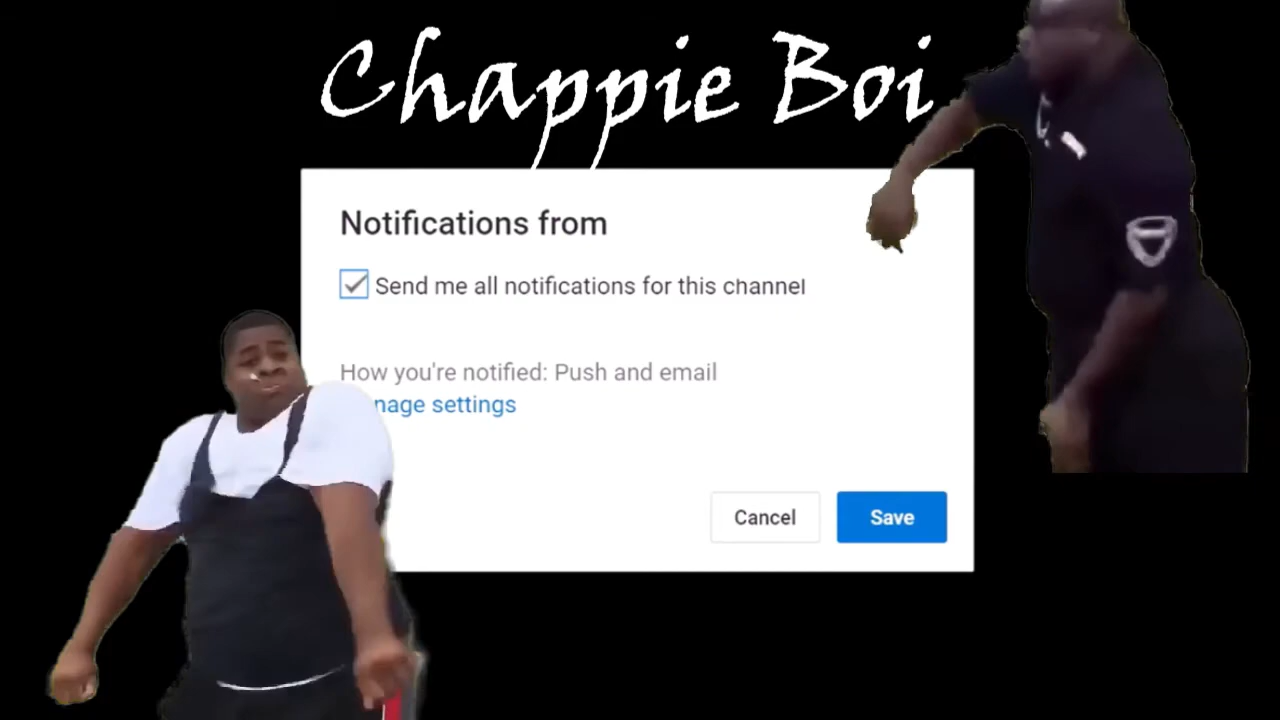 Chappie Boi
Notifications from
Send me all notifications for this channel
How you're notified: Push and email
nage settings
Cancel
Save